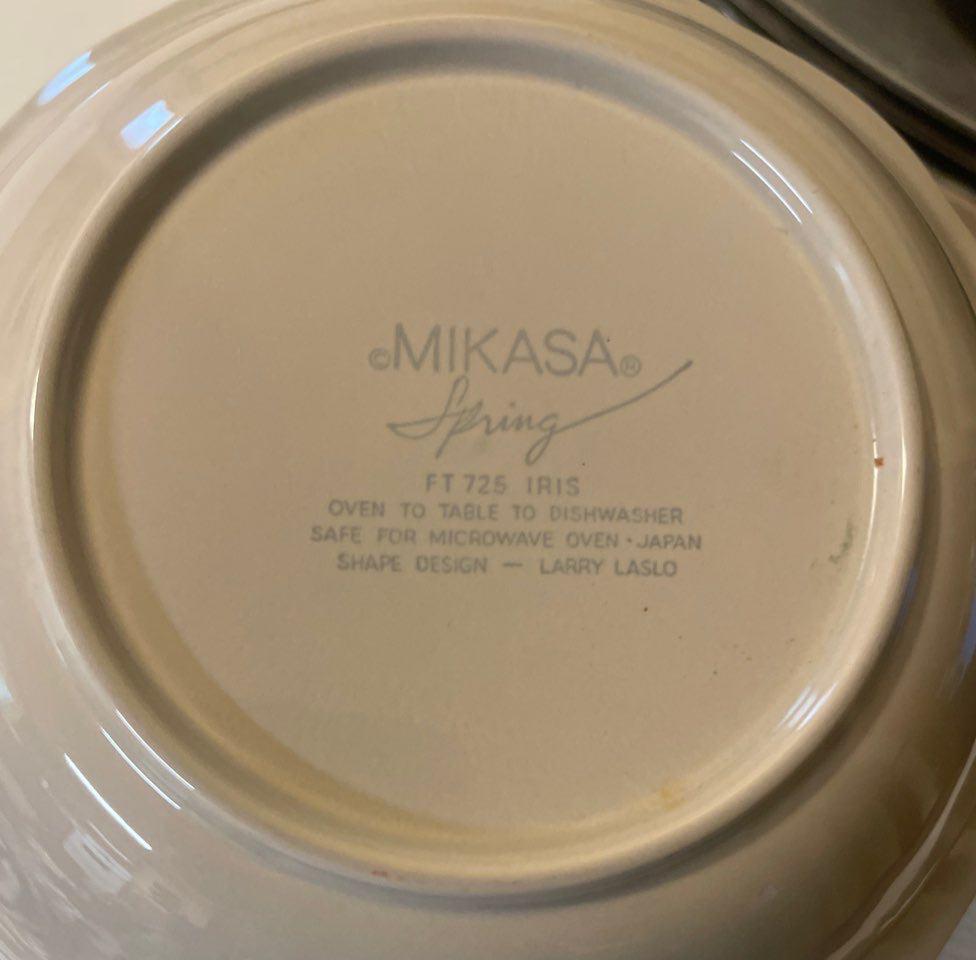 ©MIKASA®
Spring
FT 725 IRIS
OVEN TO TABLE TO DISHWASHER
SAFE FOR MICROWAVE OVEN • JAPAN
SHAPE DESIGN — LARRY LASLO